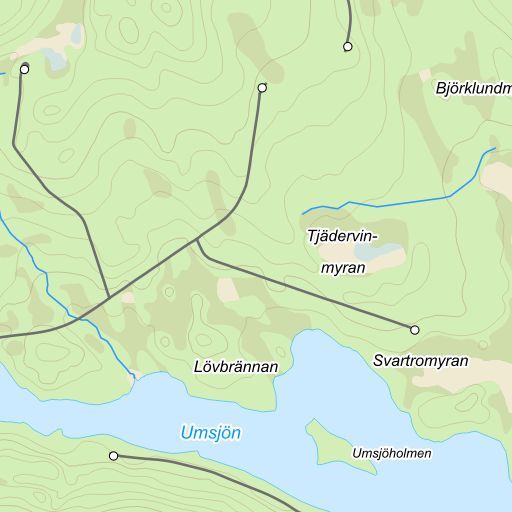 Björklundm
Tjädervin-
myran
Lövbrännan
Svartromyran
Umsjön
Umsjöholmen